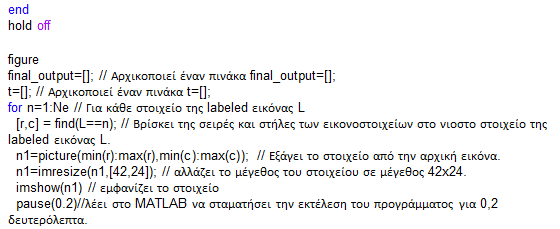 end
hold off
figure
final_output=[]; // Αρχικοποιεί έναν πινάκα final_output=[];
t=[]; // Αρχικοποιεί έναν πινάκα t=[];
for n=1:Ne // Για κάθε στοιχείο της labeled εικόνας L
[r,c] = find(L==n); // Βρίσκει της σειρές και στήλες των εικονοστοιχείων στο νιοστο στοιχείο της
labeled εικόνας L.
n1=picture(min(r):max(r),min(c):max(c)); // Εξάγει το στοιχείο από την αρχική εικόνα.
n1=imresize(n1,[42,24]); // αλλάζει το μέγεθος του στοιχείου σε μέγεθος 42x24.
imshow(n1) // εμφανίζει το στοιχείο
pause(0.2)//λέει στο MATLAB να σταματήσει την εκτέλεση του προγράμματος για 0,2
δευτερόλεπτα.